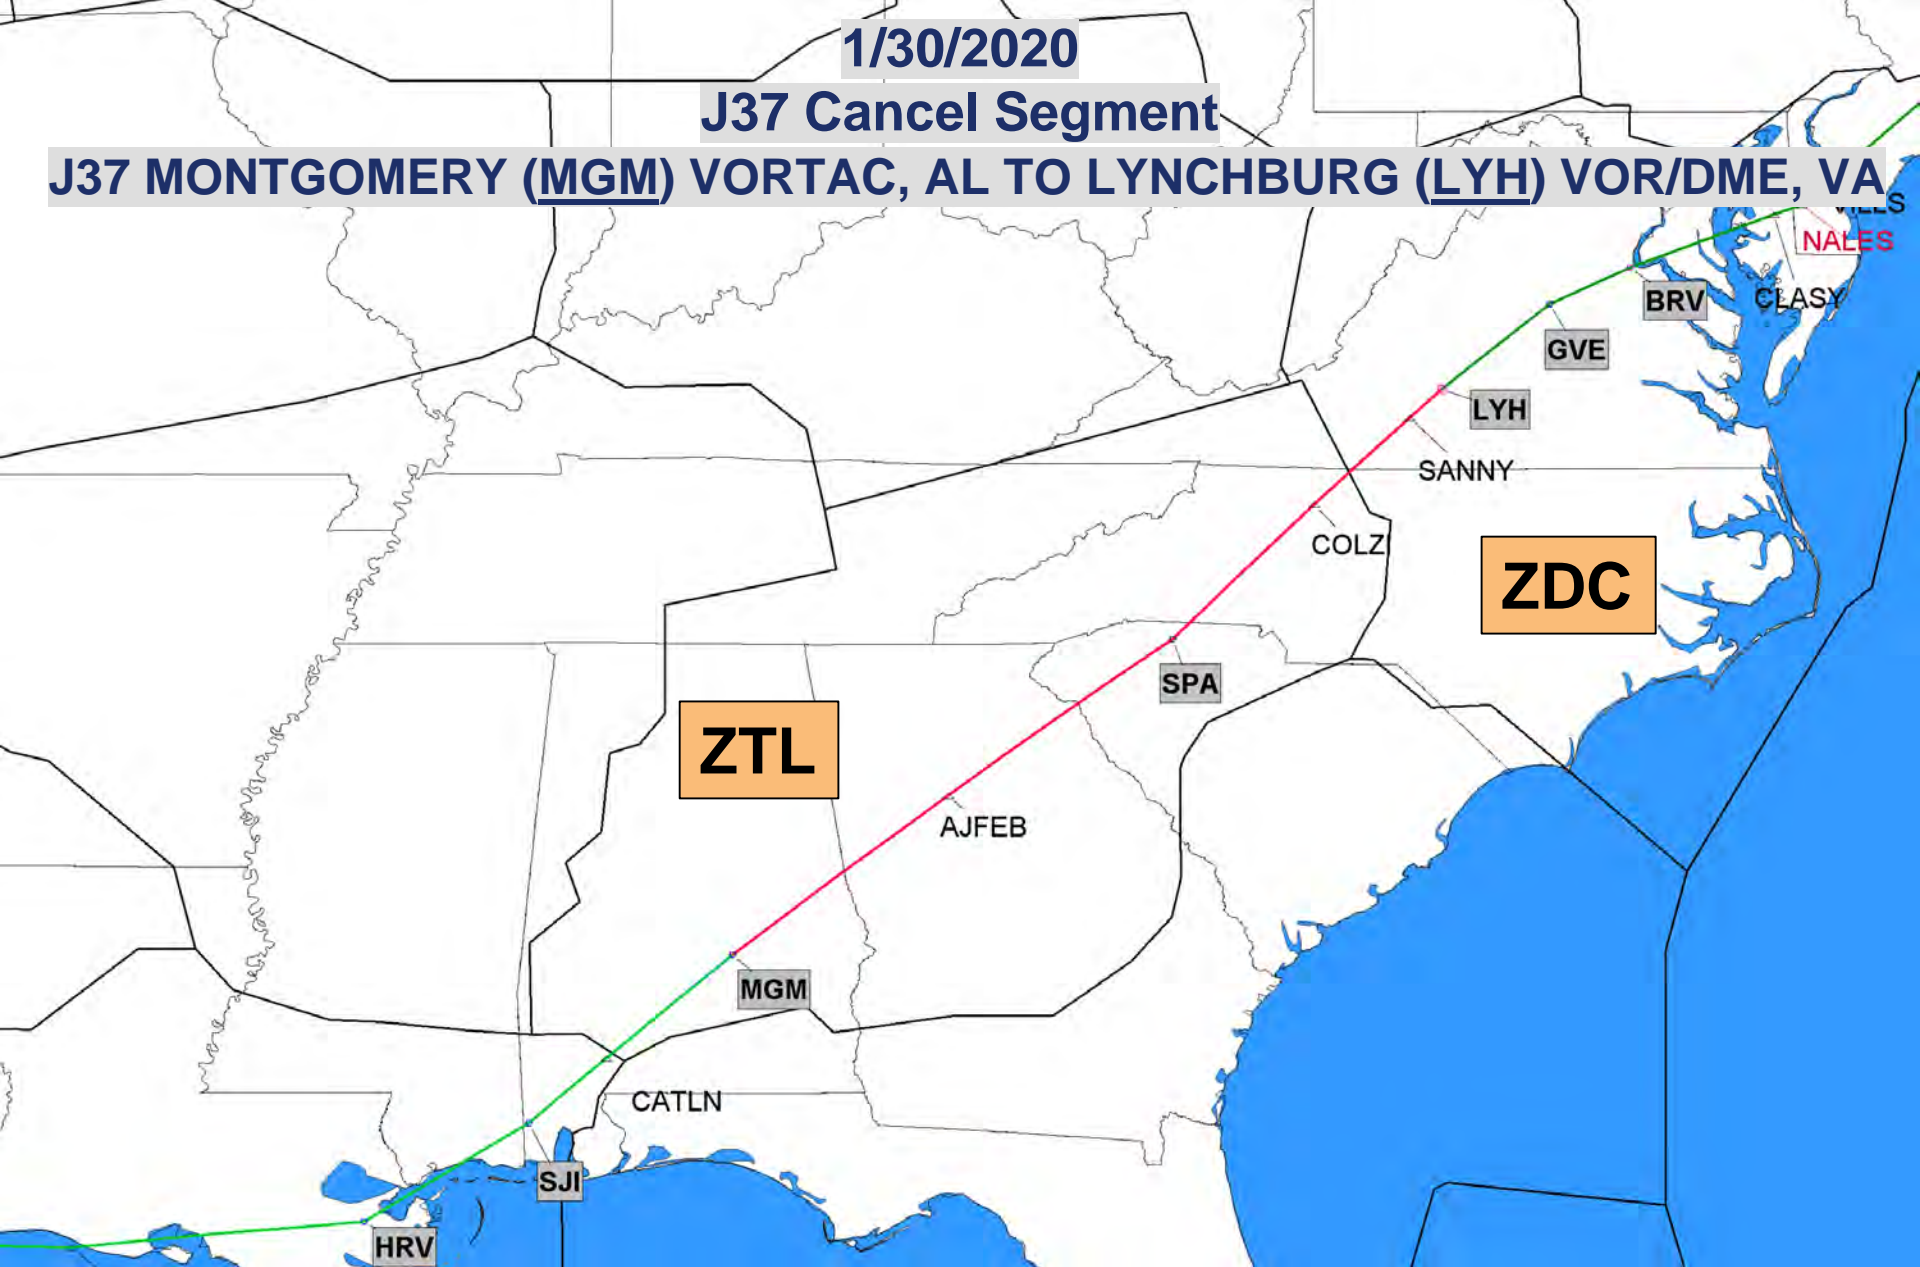 1/30/2020
J37 Cancel Segment
J37 MONTGOMERY (MGM) VORTAC, AL TO LYNCHBURG (LYH) VOR/DME, VA
NALES
BRV
CLASY
GVE
LYH
SANNY
COLZI
ZDC
SPA
ZTL
AJFEB
MGM
CATLN
SJI
HRV